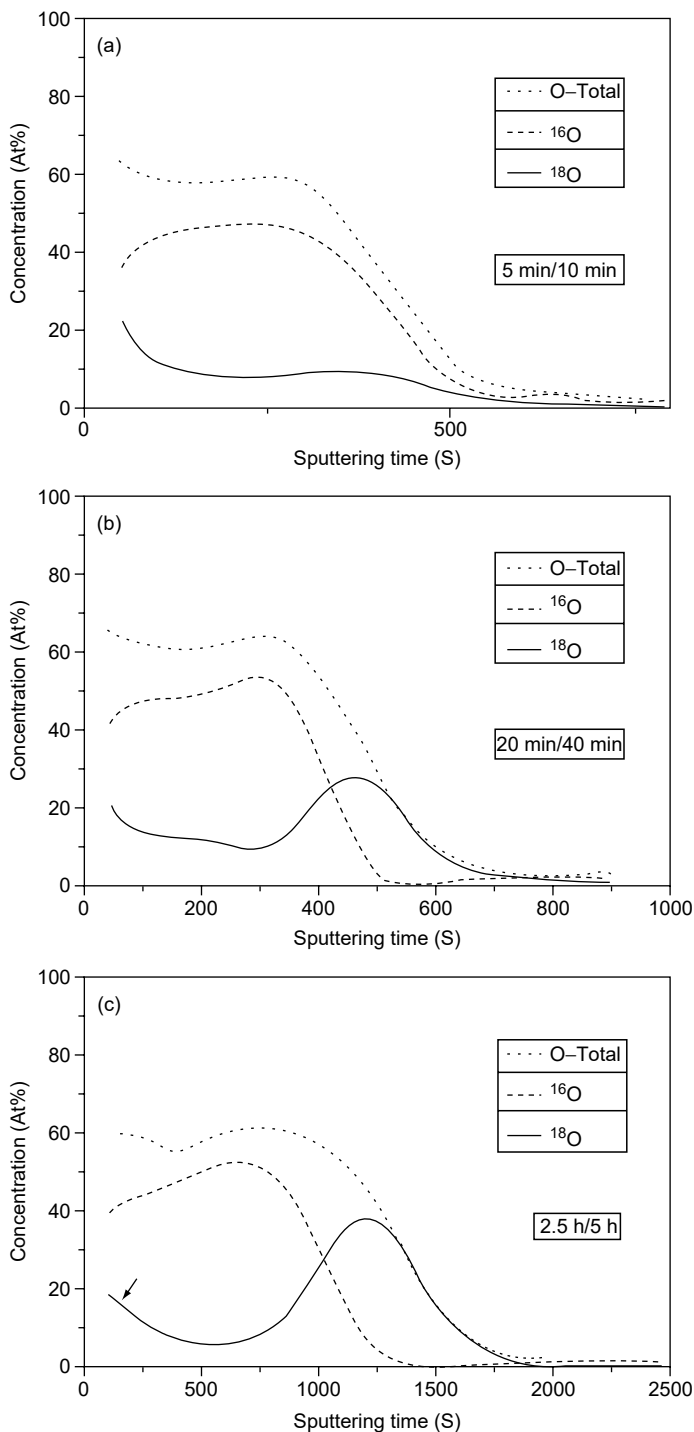 (a)
100
80
60
40
20
0
Concentration (At%)
O–Total
¹⁶O
¹⁸O
5 min/10 min
0
500
Sputtering time (S)
(b)
100
80
60
40
20
0
Concentration (At%)
O–Total
¹⁶O
¹⁸O
20 min/40 min
0 200 400 600 800 1000
Sputtering time (S)
(c)
100
80
60
40
20
0
Concentration (At%)
O–Total
¹⁶O
¹⁸O
2.5 h/5 h
0 500 1000 1500 2000 2500
Sputtering time (S)